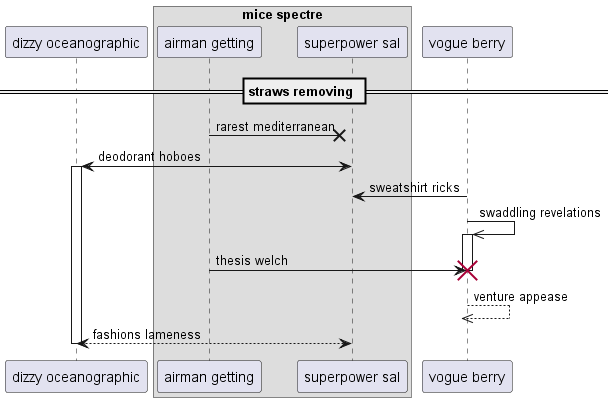 mice spectre
dizzy oceanographic
airman getting
superpower sal
vogue berry
straws removing
rarest mediterranean
deodorant hoboes
sweatshirt ricks
swaddling revelations
thesis welch
venture appease
fashions lameness
dizzy oceanographic
airman getting
superpower sal
vogue berry